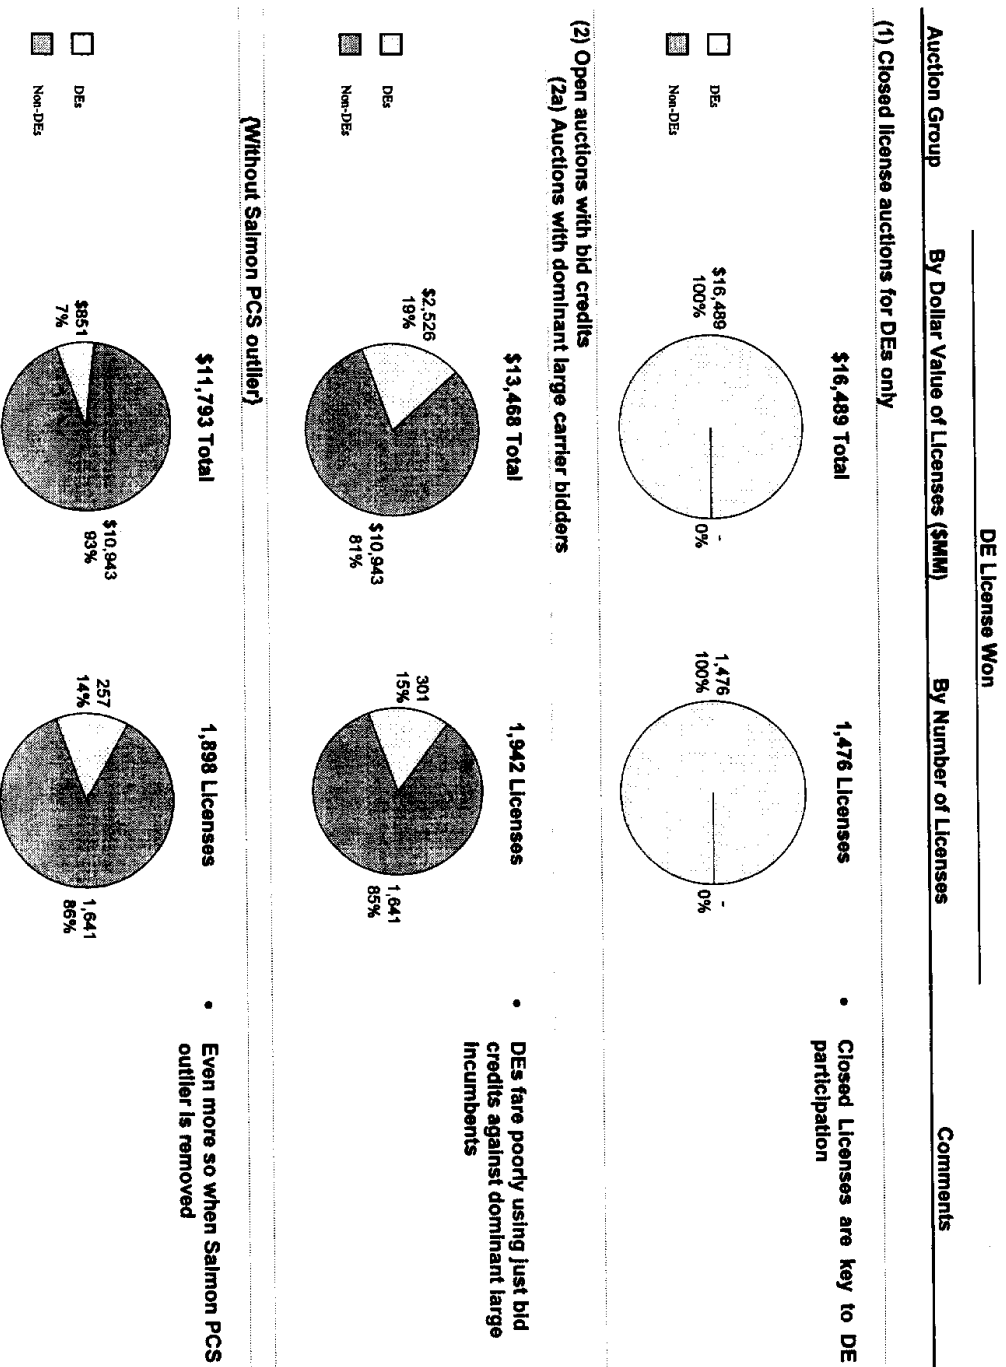 DE License Won
Auction Group
By Dollar Value of Licenses ($MM)
By Number of Licenses
Comments
(1) Closed license auctions for DEs only
$16,489 Total
1,476 Licenses
• Closed Licenses are key to DE
participation
DEs
Non-DEs
$16,489
100%
-
0%
1,476
100%
-
0%
(2) Open auctions with bid credits
(2a) Auctions with dominant large carrier bidders
$13,468 Total
1,942 Licenses
• DEs fare poorly using just bid
credits against dominant large
incumbents
DEs
Non-DEs
$2,526
19%
$10,943
81%
301
15%
1,641
85%
{Without Salmon PCS outlier}
$11,793 Total
1,898 Licenses
• Even more so when Salmon PCS
outlier is removed
DEs
Non-DEs
$851
7%
$10,943
93%
257
14%
1,641
86%